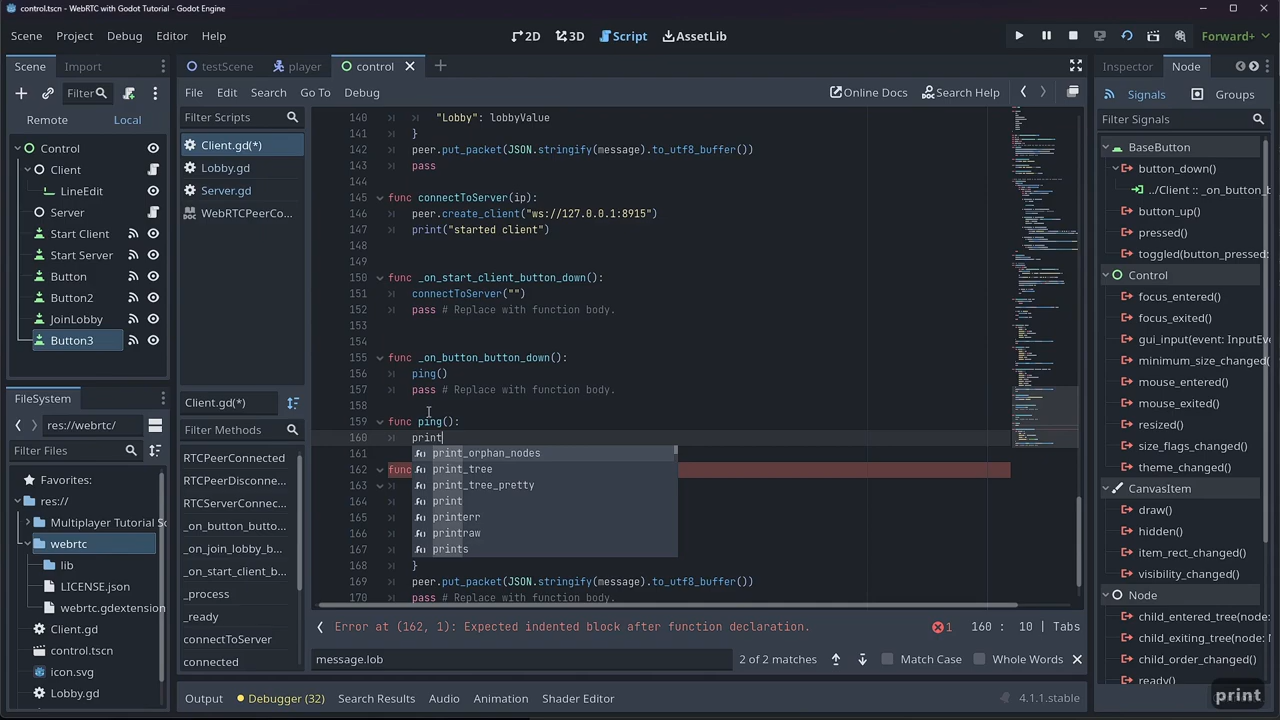 control.tscn - WebRTC with Godot Tutorial - Godot Engine
Scene Project Debug Editor Help
2D 3D Script AssetLib
Forward+
Scene Import
Filter
Remote Local
Control
Client
LineEdit
Server
Start Client
Start Server
Button
Button2
JoinLobby
Button3
FileSystem
res://webrtc/
Filter Files
Favorites:
res://
Multiplayer Tutorial Sc
webrtc
lib
LICENSE.json
webrtc.gdextension
Client.gd
control.tscn
icon.svg
Lobby.gd
testScene player control
File Edit Search Go To Debug
Online Docs Search Help
Filter Scripts
Client.gd(*)
Lobby.gd
Server.gd
WebRTCPeerCo...
Client.gd(*)
Filter Methods
RTCPeerConnected
RTCPeerDisconne...
RTCServerConnec...
_on_button_butto...
_on_join_lobby_b...
_on_start_client_b...
_process
_ready
connectToServer
connected
140 "Lobby": lobbyValue
141 }
142 peer.put_packet(JSON.stringify(message).to_utf8_buffer())
143 pass
144
145 func connectToServer(ip):
146 peer.create_client("ws://127.0.0.1:8915")
147 print("started client")
148
149
150 func _on_start_client_button_down():
151 connectToServer("")
152 pass # Replace with function body.
153
154
155 func _on_button_button_down():
156 ping()
157 pass # Replace with function body.
158
159 func ping():
160 print
161
162 func
163
164
165
166
167
168 }
169 peer.put_packet(JSON.stringify(message).to_utf8_buffer())
170 pass # Replace with function body.
print_orphan_nodes
print_tree
print_tree_pretty
print
printerr
printraw
prints
Error at (162, 1): Expected indented block after function declaration.
1 160 : 10 | Tabs
message.lob
2 of 2 matches
Match Case Whole Words
Output Debugger (32) Search Results Audio Animation Shader Editor
4.1.1.stable
Inspector Node
Signals Groups
Filter Signals
BaseButton
button_down()
../Client :: _on_button_b
button_up()
pressed()
toggled(button_pressed:
Control
focus_entered()
focus_exited()
gui_input(event: InputEve
minimum_size_changed(
mouse_entered()
mouse_exited()
resized()
size_flags_changed()
theme_changed()
CanvasItem
draw()
hidden()
item_rect_changed()
visibility_changed()
Node
child_entered_tree(node:
child_exiting_tree(node:
child_order_changed()
ready()
print